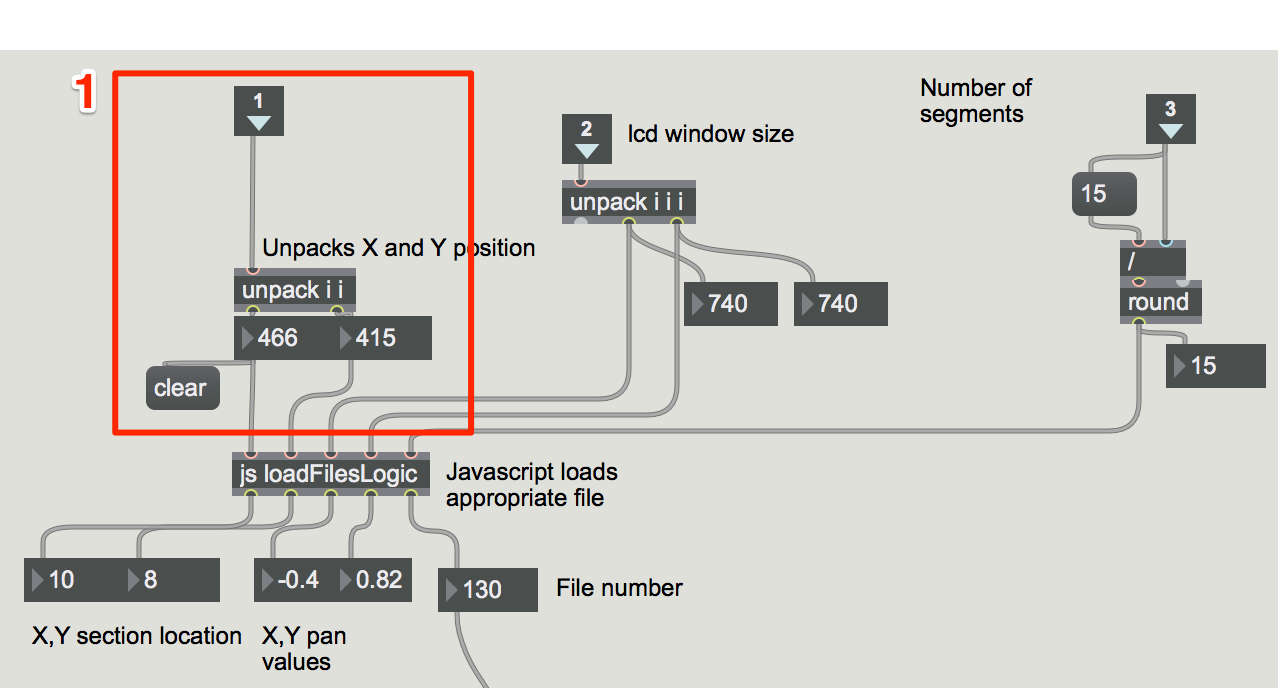 1
1
2
lcd window size
Number of
segments
3
15
unpack i i i
Unpacks X and Y position
/
unpack i i
740
740
round
466
415
15
clear
js loadFilesLogic
Javascript loads
appropriate file
10
8
-0.4
0.82
130
File number
X,Y section location
X,Y pan
values